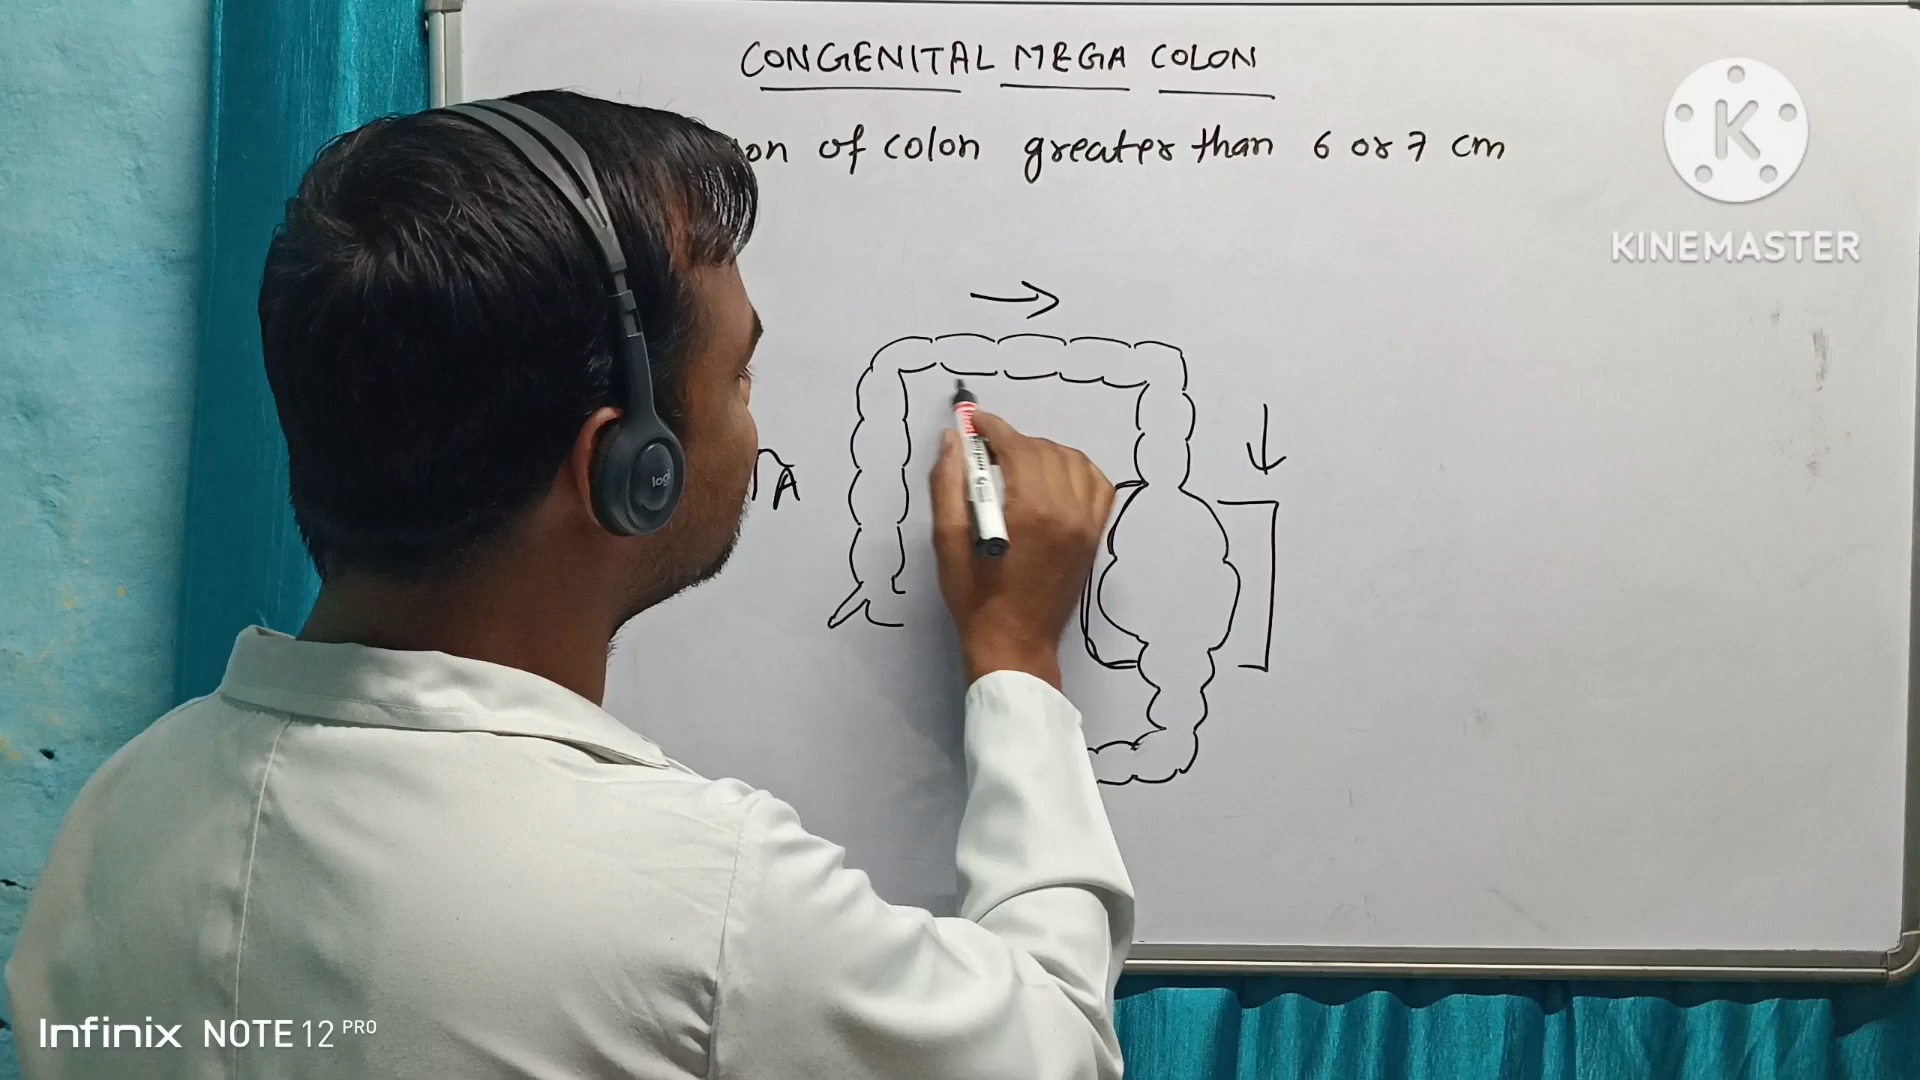 CONGENITAL MEGA COLON
on of colon greater than 6 or 7 cm
K
KINEMASTER
A
logi
Infinix NOTE 12 PRO